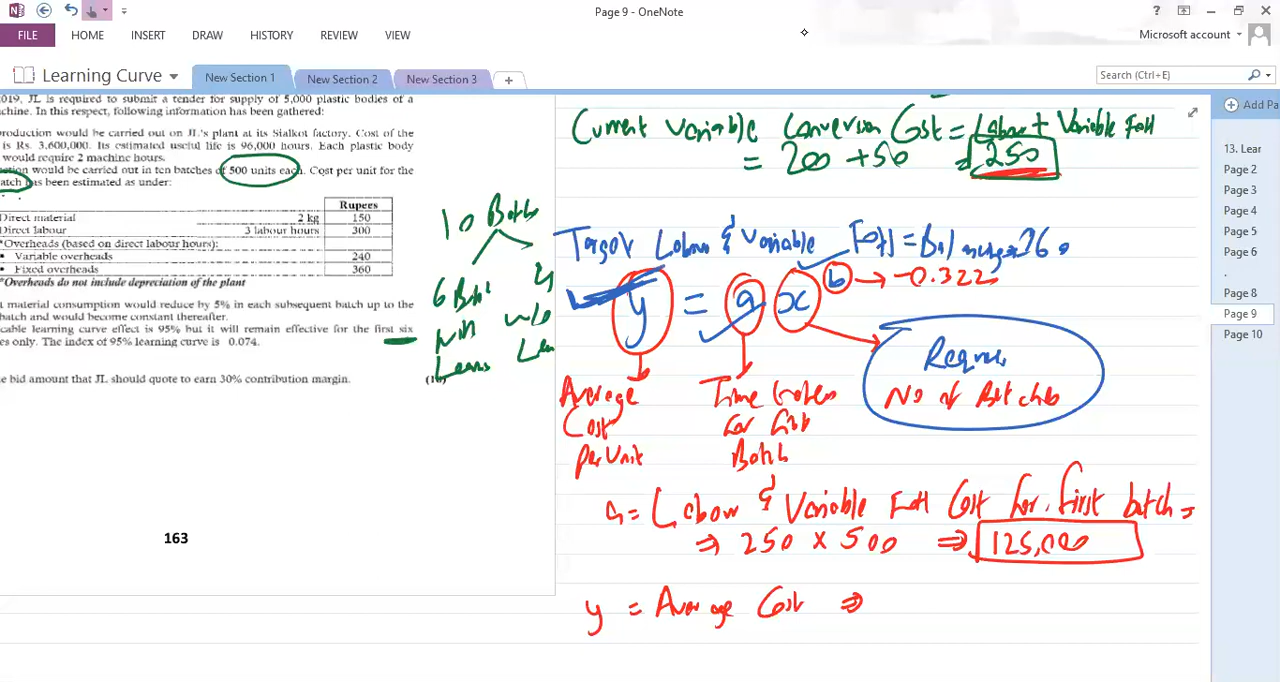 Page 9 - OneNote
Microsoft account
FILE HOME INSERT DRAW HISTORY REVIEW VIEW
Learning Curve New Section 1 New Section 2 New Section 3 +
Search (Ctrl+E)
Add Pa
13. Lear
Page 2
Page 3
Page 4
Page 5
Page 6
.
Page 8
Page 9
Page 10
2019, JL is required to submit a tender for supply of 5,000 plastic bodies of a
chine. In this respect, following information has been gathered:
production would be carried out on JL's plant at its Sialkot factory. Cost of the
is Rs. 3,600,000. Its estimated useful life is 96,000 hours. Each plastic body
would require 2 machine hours.
ction would be carried out in ten batches of 500 units each. Cost per unit for the
atch has been estimated as under:
Rupees
Direct material 2 kg 150
Direct labour 3 labour hours 300
*Overheads (based on direct labour hours):
Variable overheads 240
Fixed overheads 360
*Overheads do not include depreciation of the plant
t material consumption would reduce by 5% in each subsequent batch up to the
batch and would become constant thereafter.
cable learning curve effect is 95% but it will remain effective for the first six
es only. The index of 95% learning curve is 0.074.
e bid amount that JL should quote to earn 30% contribution margin.
163
10 Batch
6 Batch
Current Variable Conversion Cost = Labour + Variable FOH
= 200 + 50 = 250
Target Labour & Variable FOH =
y = a x b → -0.322
Average
Cost
per Unit
For
Batch
Require
No of Batches
a = Labour & Variable FOH Cost for first batch =
⇒ 250 x 500 ⇒ 125,000
y = Average Cost ⇒